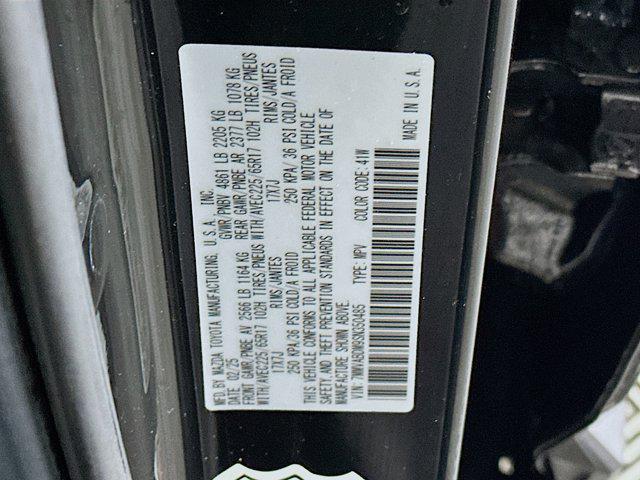 MFD. BY MAZDA TOYOTA MANUFACTURING, U.S.A., INC.
DATE: 02/25 GVWR/PNBV 4861 LB 2205 KG
FRONT GAWR/PNBE AV 2566 LB 1164 KG REAR GAWR/PNBE AR 2377 LB 1078 KG
WITH/AVEC225/65R17 102H TIRES/PNEUS WITH/AVEC225/65R17 102H TIRES/PNEUS
17X7J RIMS/JANTES 17X7J RIMS/JANTES
250 KPA/36 PSI COLD/A FROID 250 KPA/36 PSI COLD/A FROID
THIS VEHICLE CONFORMS TO ALL APPLICABLE FEDERAL MOTOR VEHICLE
SAFETY AND THEFT PREVENTION STANDARDS IN EFFECT ON THE DATE OF
MANUFACTURE SHOWN ABOVE.
TYPE: MPV COLOR CODE: 41W
MADE IN U.S.A.